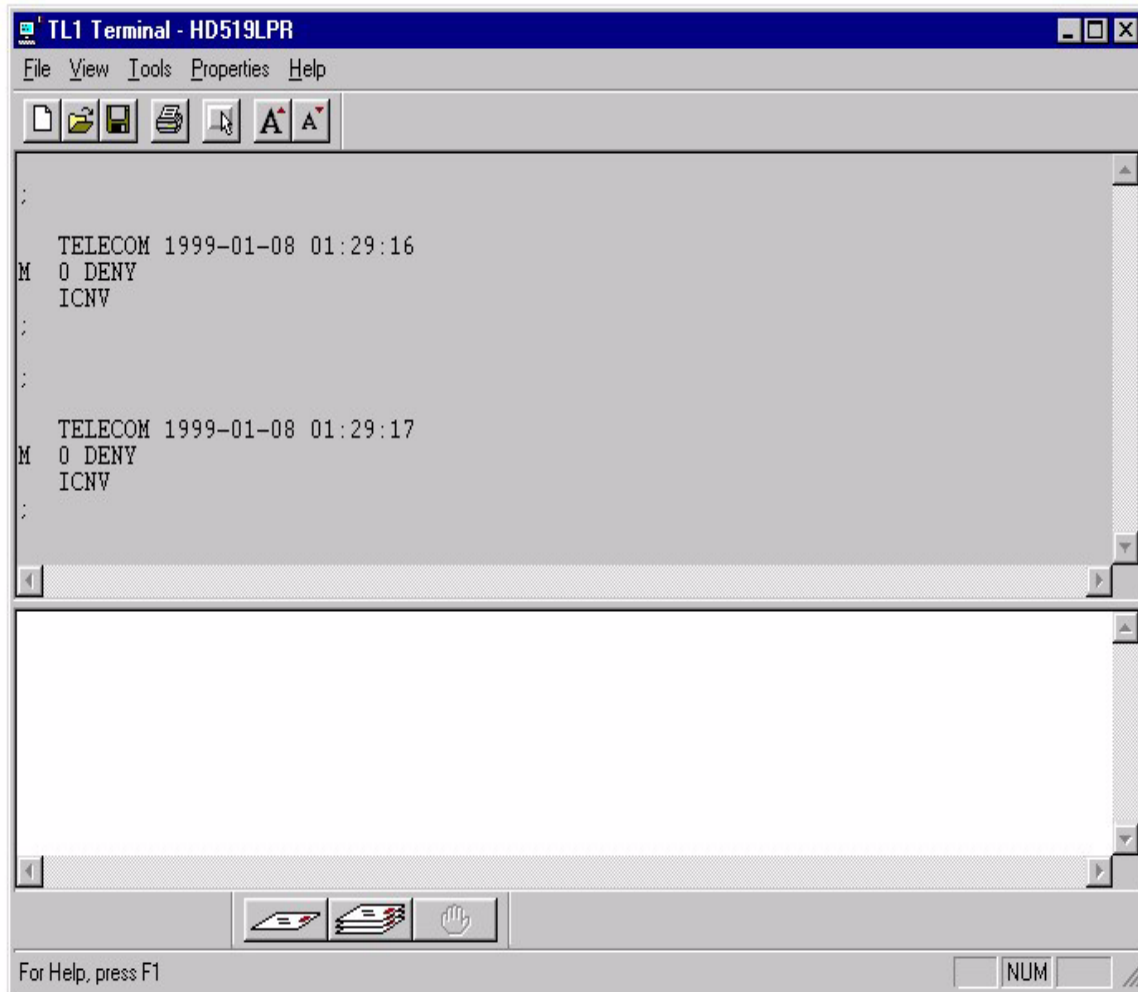 TL1 Terminal - HD519LPR
File View Tools Properties Help
A A
;
TELECOM 1999-01-08 01:29:16
M 0 DENY
ICNV
;
;
TELECOM 1999-01-08 01:29:17
M 0 DENY
ICNV
;
For Help, press F1
NUM